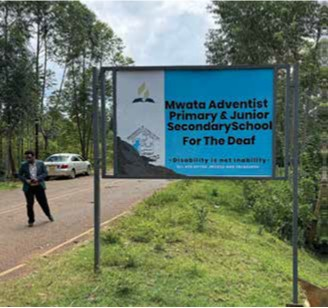 Mwata Adventist
Primary & Junior
SecondarySchool
For The Deaf
-Disability is not Inability-